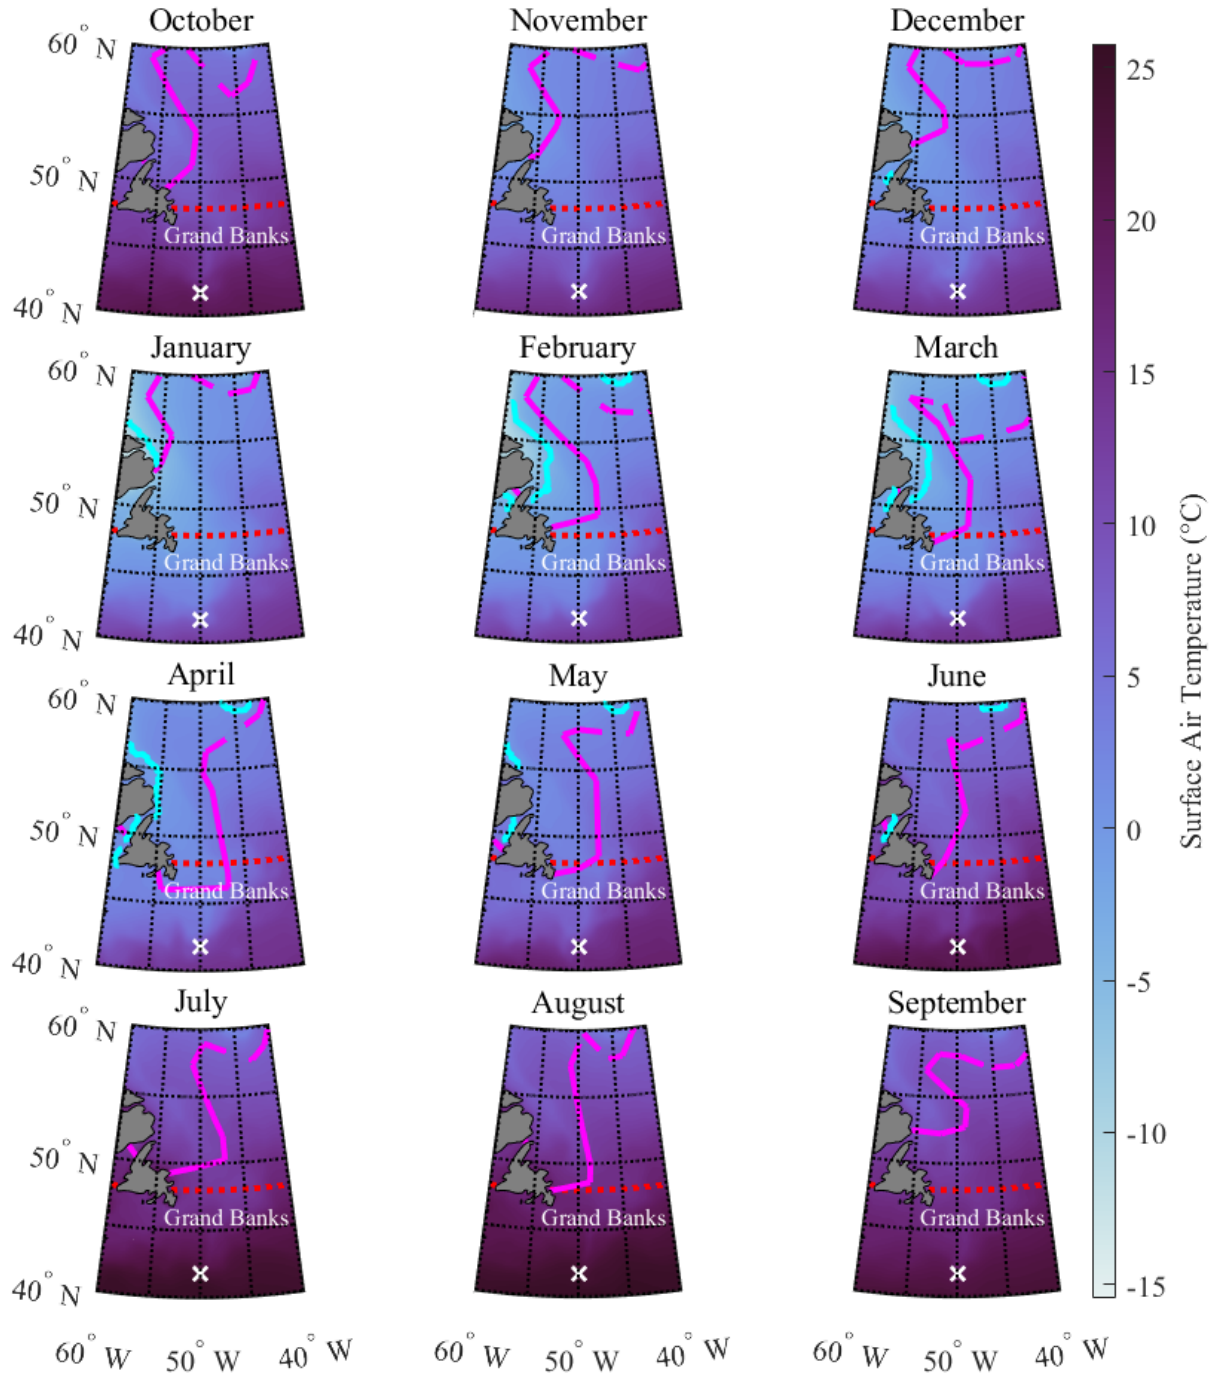 October November December
60° N
50° N
Grand Banks Grand Banks Grand Banks
40° N
January February March
60° N
50° N
Grand Banks Grand Banks Grand Banks
40° N
April May June
60° N
50° N
Grand Banks Grand Banks Grand Banks
40° N
July August September
60° N
50° N
Grand Banks Grand Banks Grand Banks
40° N
60° W 50° W 40° W 60° W 50° W 40° W
25
20
15
10
5
0
-5
-10
-15
Surface Air Temperature (°C)